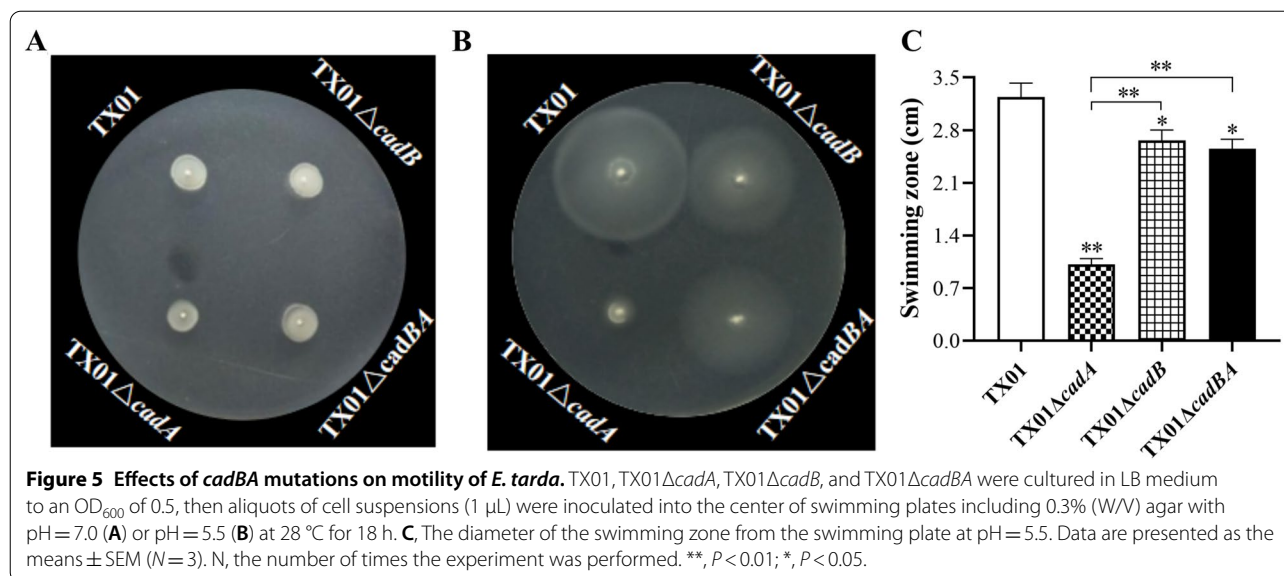 A
TX01
TX01△cadB
TX01△cadA
TX01△cadBA
B
TX01
TX01△cadB
TX01△cadA
TX01△cadBA
C
Swimming zone (cm)
3.5
2.8
2.1
1.4
0.7
0.0
**
**
**
*
*
TX01
TX01ΔcadA
TX01ΔcadB
TX01ΔcadBA
Figure 5 Effects of cadBA mutations on motility of E. tarda. TX01, TX01ΔcadA, TX01ΔcadB, and TX01ΔcadBA were cultured in LB medium
to an OD600 of 0.5, then aliquots of cell suspensions (1 μL) were inoculated into the center of swimming plates including 0.3% (W/V) agar with
pH = 7.0 (A) or pH = 5.5 (B) at 28 °C for 18 h. C, The diameter of the swimming zone from the swimming plate at pH = 5.5. Data are presented as the
means ± SEM (N = 3). N, the number of times the experiment was performed. **, P < 0.01; *, P < 0.05.